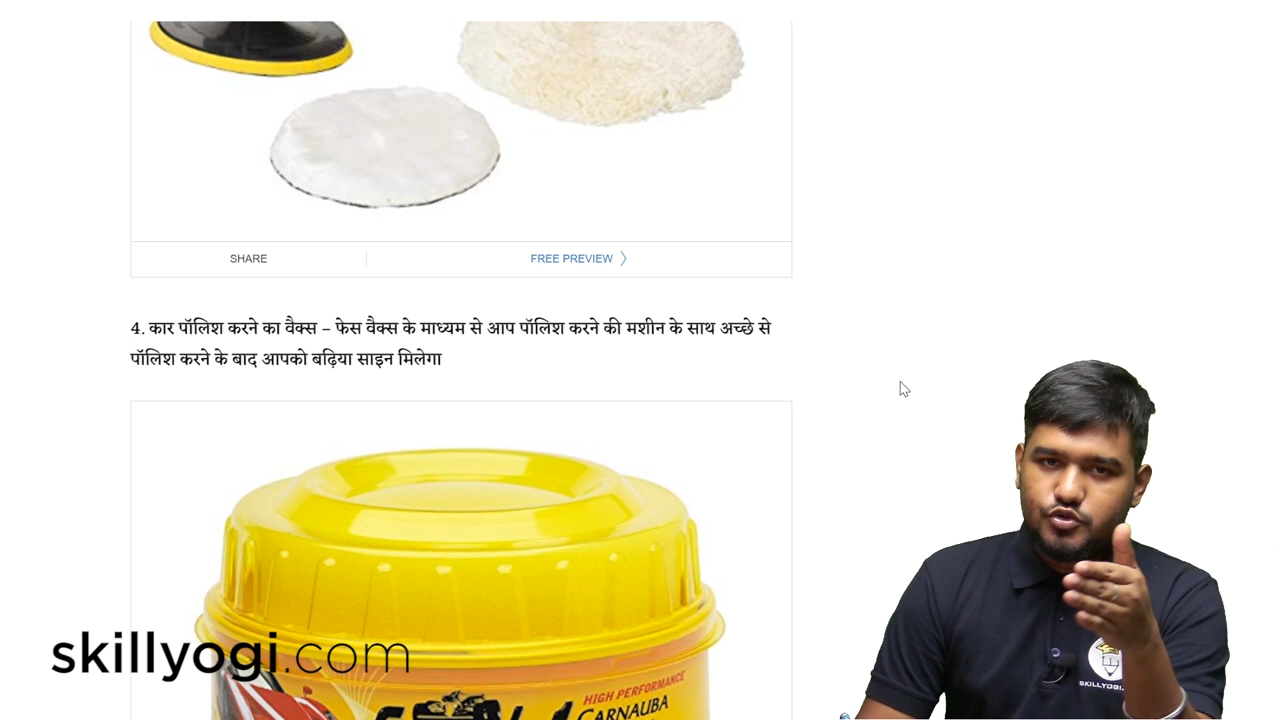 SHARE
FREE PREVIEW
4. कार पॉलिश करने का वैक्स – फेस वैक्स के माध्यम से आप पॉलिश करने की मशीन के साथ अच्छे से
पॉलिश करने के बाद आपको बढ़िया साइन मिलेगा
HIGH PERFORMANCE
CARNAUBA
skillyogi.com
SKILLYOGI.